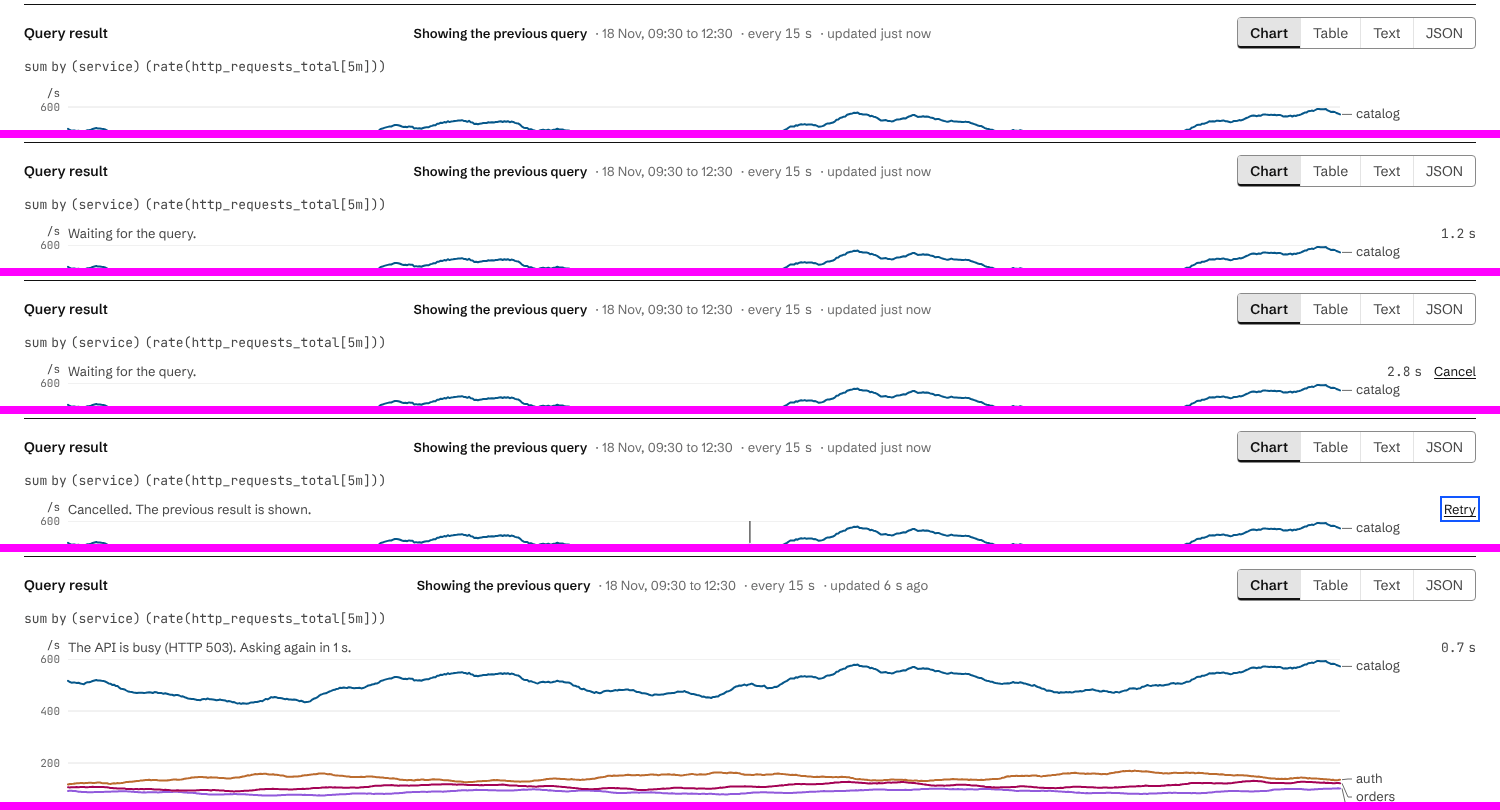 Query result Showing the previous query · 18 Nov, 09:30 to 12:30 · every 15 s · updated just now Chart Table Text JSON
sum by (service) (rate(http_requests_total[5m]))
/s
600 catalog
Query result Showing the previous query · 18 Nov, 09:30 to 12:30 · every 15 s · updated just now Chart Table Text JSON
sum by (service) (rate(http_requests_total[5m]))
/s Waiting for the query. 1.2 s
600 catalog
Query result Showing the previous query · 18 Nov, 09:30 to 12:30 · every 15 s · updated just now Chart Table Text JSON
sum by (service) (rate(http_requests_total[5m]))
/s Waiting for the query. 2.8 s Cancel
600 catalog
Query result Showing the previous query · 18 Nov, 09:30 to 12:30 · every 15 s · updated just now Chart Table Text JSON
sum by (service) (rate(http_requests_total[5m]))
/s Cancelled. The previous result is shown. Retry
600 catalog
Query result Showing the previous query · 18 Nov, 09:30 to 12:30 · every 15 s · updated 6 s ago Chart Table Text JSON
sum by (service) (rate(http_requests_total[5m]))
/s The API is busy (HTTP 503). Asking again in 1 s. 0.7 s
600 catalog
400
200
auth
orders